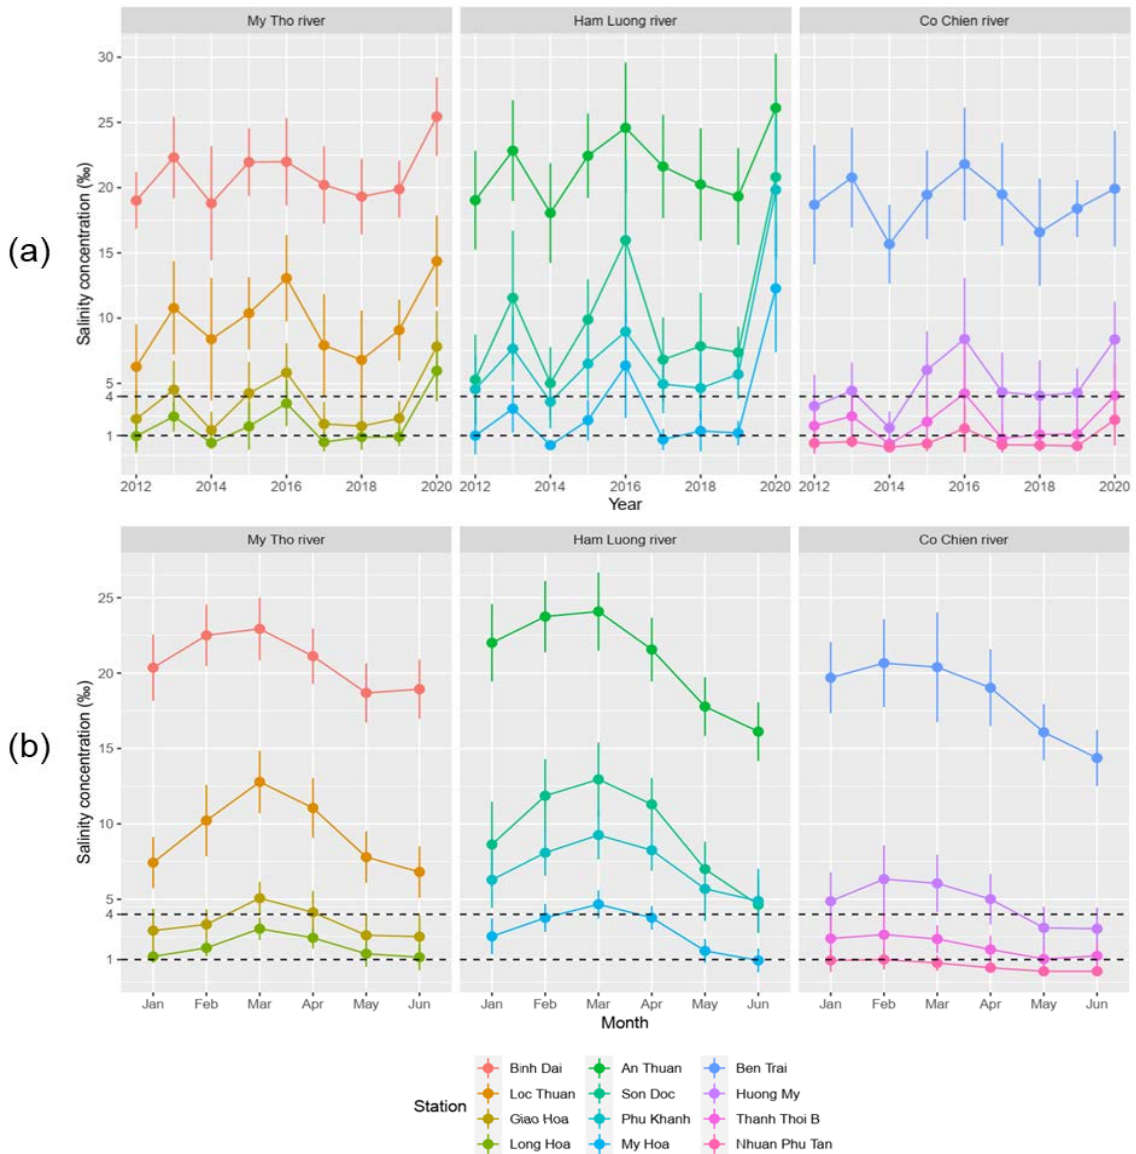 My Tho river Ham Luong river Co Chien river
(a)
Salinity concentration (‰)
30
25
20
15
10
5
4
1
2012 2014 2016 2018 2020 2012 2014 2016 2018 2020 2012 2014 2016 2018 2020
Year
My Tho river Ham Luong river Co Chien river
(b)
Salinity concentration (‰)
25
20
15
10
5
4
1
Jan Feb Mar Apr May Jun Jan Feb Mar Apr May Jun Jan Feb Mar Apr May Jun
Month
Station
Binh Dai An Thuan Ben Trai
Loc Thuan Son Doc Huong My
Giao Hoa Phu Khanh Thanh Thoi B
Long Hoa My Hoa Nhuan Phu Tan